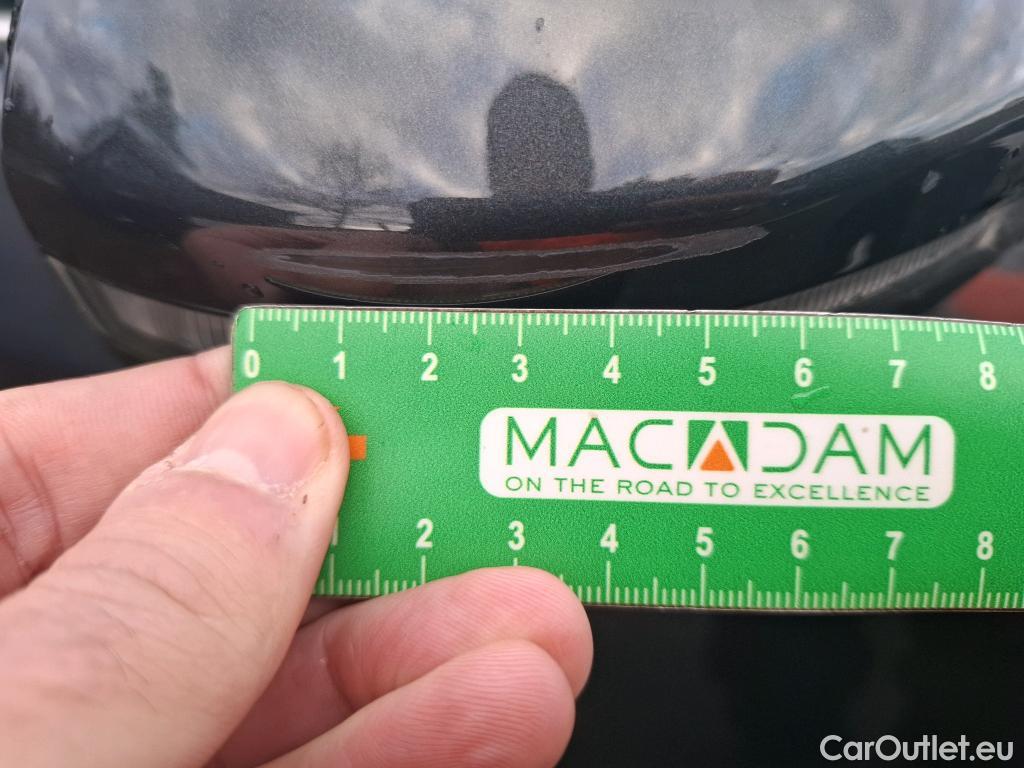 0 1 2 3 4 5 6 7 8
MACADAM
ON THE ROAD TO EXCELLENCE
2 3 4 5 6 7 8
CarOutlet.eu